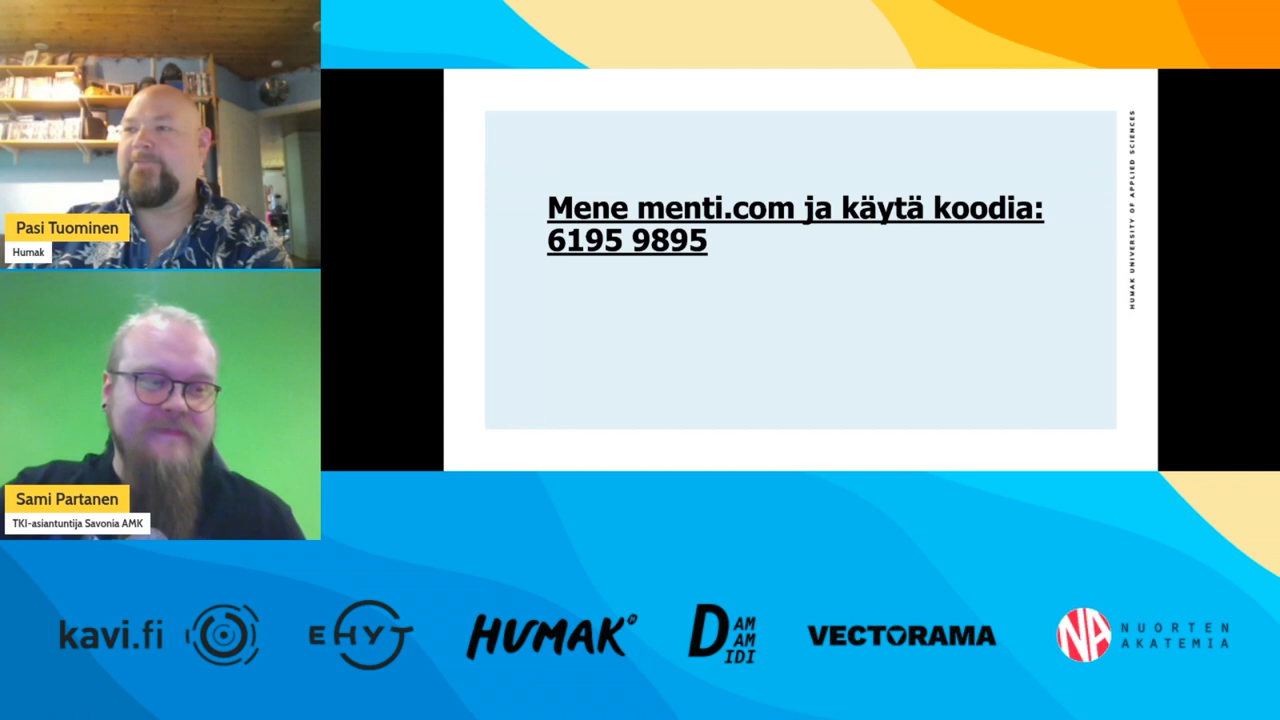 Pasi Tuominen
Humak
Sami Partanen
TKI-asiantuntija Savonia AMK
Mene menti.com ja käytä koodia:
6195 9895
HUMAK UNIVERSITY OF APPLIED SCIENCES
kavi.fi
EHYT
HUMAK
DAM
AM
IDI
VECTORAMA
NA
NUORTEN
AKATEMIA